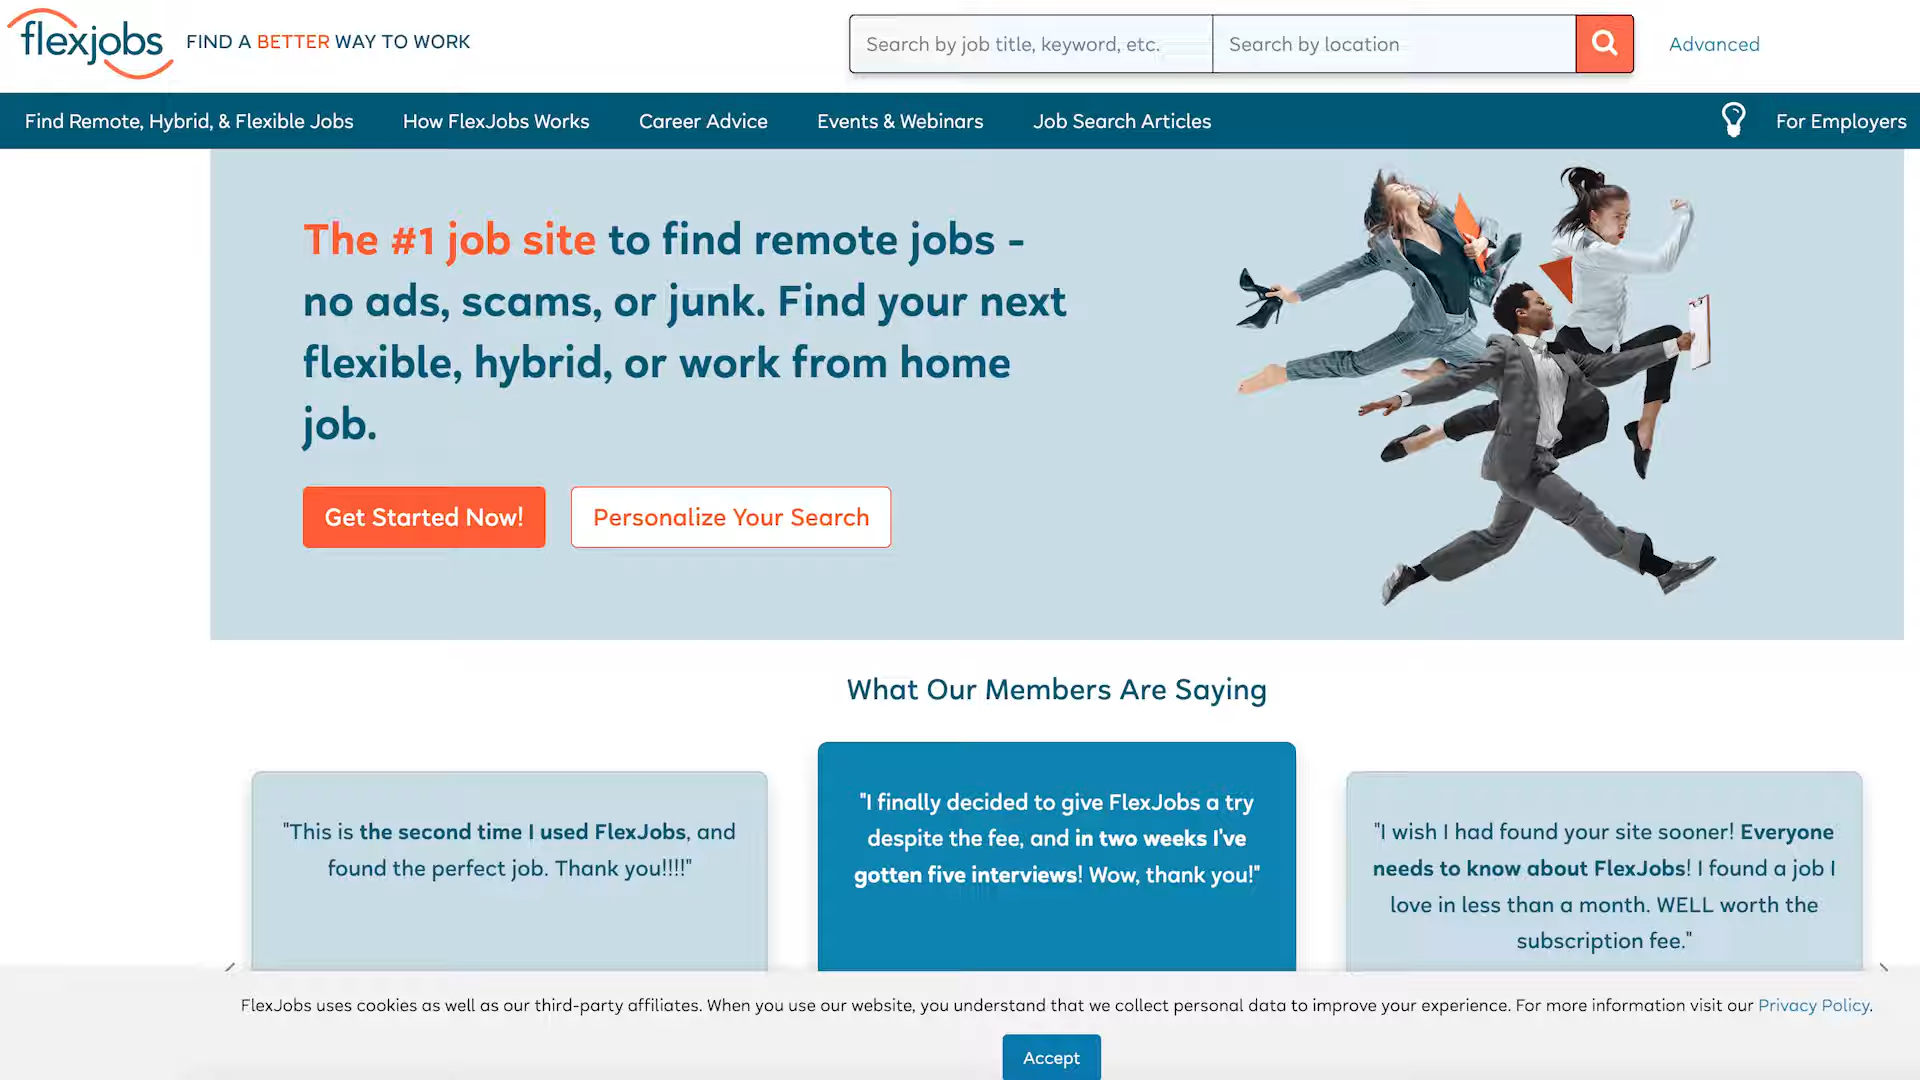 flexjobs
FIND A BETTER WAY TO WORK
Search by job title, keyword, etc.
Search by location
Advanced
Find Remote, Hybrid, & Flexible Jobs
How FlexJobs Works
Career Advice
Events & Webinars
Job Search Articles
For Employers
The #1 job site to find remote jobs -
no ads, scams, or junk. Find your next
flexible, hybrid, or work from home
job.
Get Started Now!
Personalize Your Search
What Our Members Are Saying
"This is the second time I used FlexJobs, and
found the perfect job. Thank you!!!!"
"I finally decided to give FlexJobs a try
despite the fee, and in two weeks I've
gotten five interviews! Wow, thank you!"
"I wish I had found your site sooner! Everyone
needs to know about FlexJobs! I found a job I
love in less than a month. WELL worth the
subscription fee."
FlexJobs uses cookies as well as our third-party affiliates. When you use our website, you understand that we collect personal data to improve your experience. For more information visit our Privacy Policy.
Accept